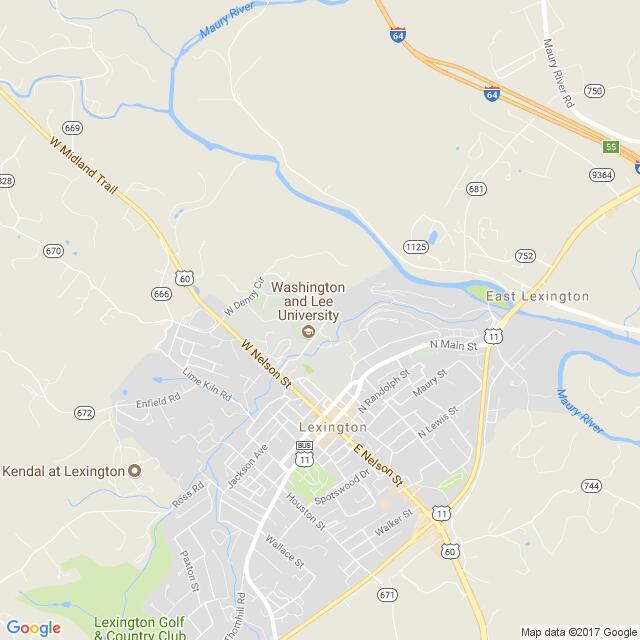 Maury River
64
64
Maury River Rd
750
55
669
W Midland Trail
828
9364
681
670
1125
752
60
666
W Denny Cir
Washington
and Lee
University
East Lexington
11
N Main St
W Nelson St
Lime Kiln Rd
Enfield Rd
672
N Randolph St
Maury St
N Lewis St
Maury River
Lexington
BUS
11
E Nelson St
Jackson Ave
Kendal at Lexington
Ross Rd
Spotswood Dr
Houston St
744
11
Walker St
60
Wallace St
Paxton St
671
Thornhill Rd
Lexington Golf
& Country Club
Google
Map data ©2017 Google